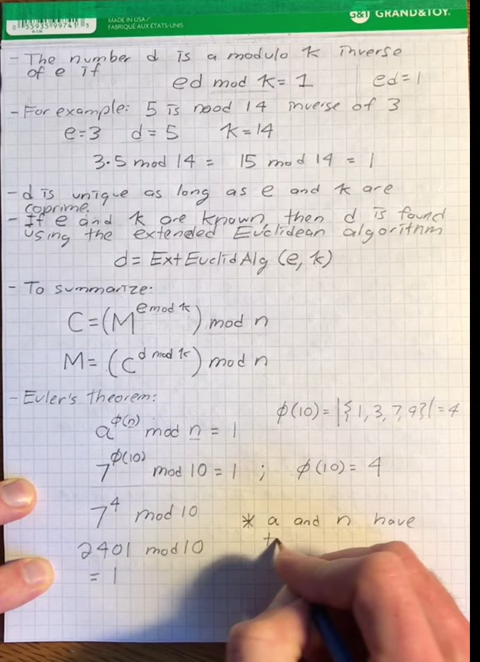 MADE IN USA /
FABRIQUÉ AUX ÉTATS-UNIS
G&T GRAND&TOY.
- The number d is a modulo k inverse
of e if
ed mod k = 1    ed = 1
- For example: 5 is mod 14 inverse of 3
e=3    d=5    k=14
3·5 mod 14 = 15 mod 14 = 1
- d is unique as long as e and k are
coprime.
- If e and k are known, then d is found
using the extended Euclidean algorithm
d = ExtEuclidAlg (e, k)
- To summarize:
C = (M^(e mod k)) mod n
M = (C^(d mod k)) mod n
- Euler's theorem:
φ(10) = |{1, 3, 7, 9}| = 4
a^φ(n) mod n = 1
7^φ(10) mod 10 = 1 ; φ(10) = 4
7^4 mod 10
* a and n have
2401 mod 10
= 1